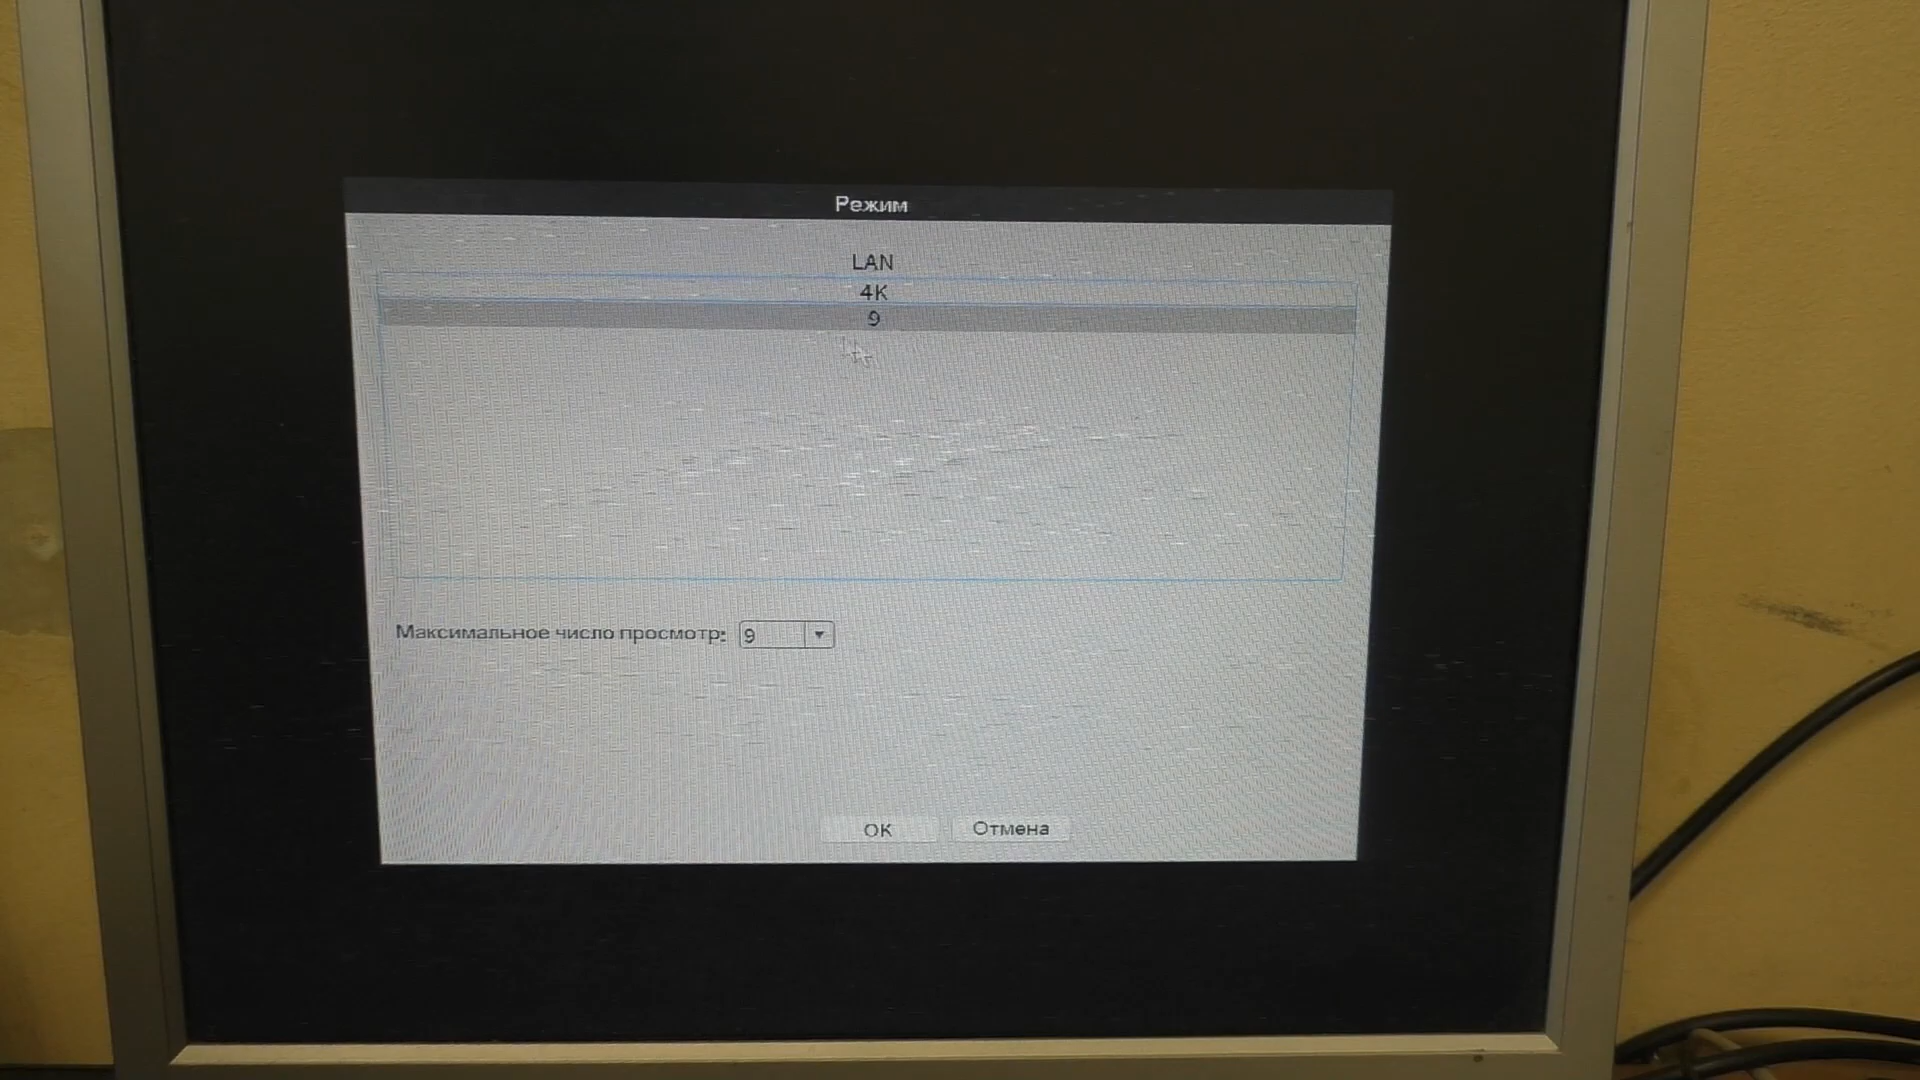 Режим
LAN
4K
9
Максимальное число просмотр: 9
OK Отмена